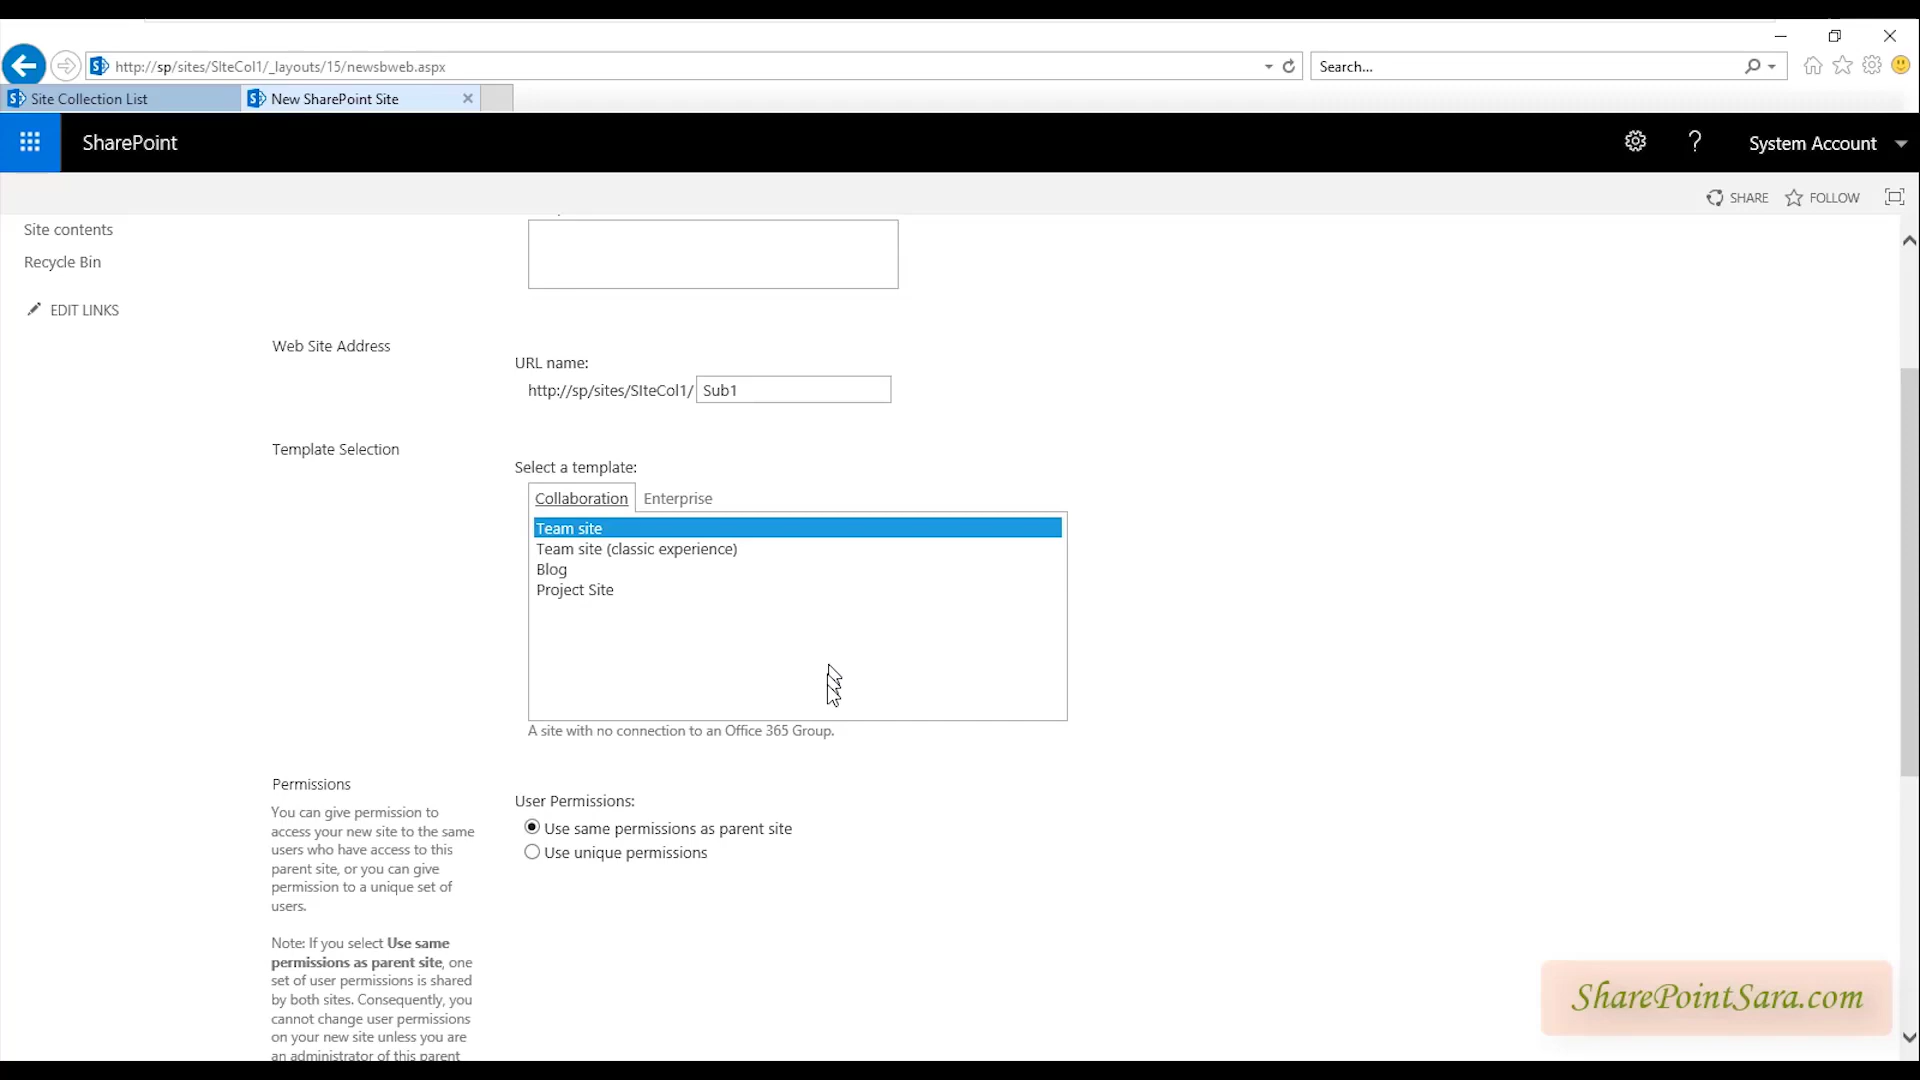 http://sp/sites/SIteCol1/_layouts/15/newsbweb.aspx
Search...
Site Collection List
New SharePoint Site
SharePoint
?
System Account
SHARE
FOLLOW
Site contents
Recycle Bin
EDIT LINKS
Web Site Address
URL name:
http://sp/sites/SIteCol1/ Sub1
Template Selection
Select a template:
Collaboration Enterprise
Team site
Team site (classic experience)
Blog
Project Site
A site with no connection to an Office 365 Group.
Permissions
You can give permission to
access your new site to the same
users who have access to this
parent site, or you can give
permission to a unique set of
users.
User Permissions:
Use same permissions as parent site
Use unique permissions
Note: If you select Use same
permissions as parent site, one
set of user permissions is shared
by both sites. Consequently, you
cannot change user permissions
on your new site unless you are
an administrator of this parent
SharePointSara.com